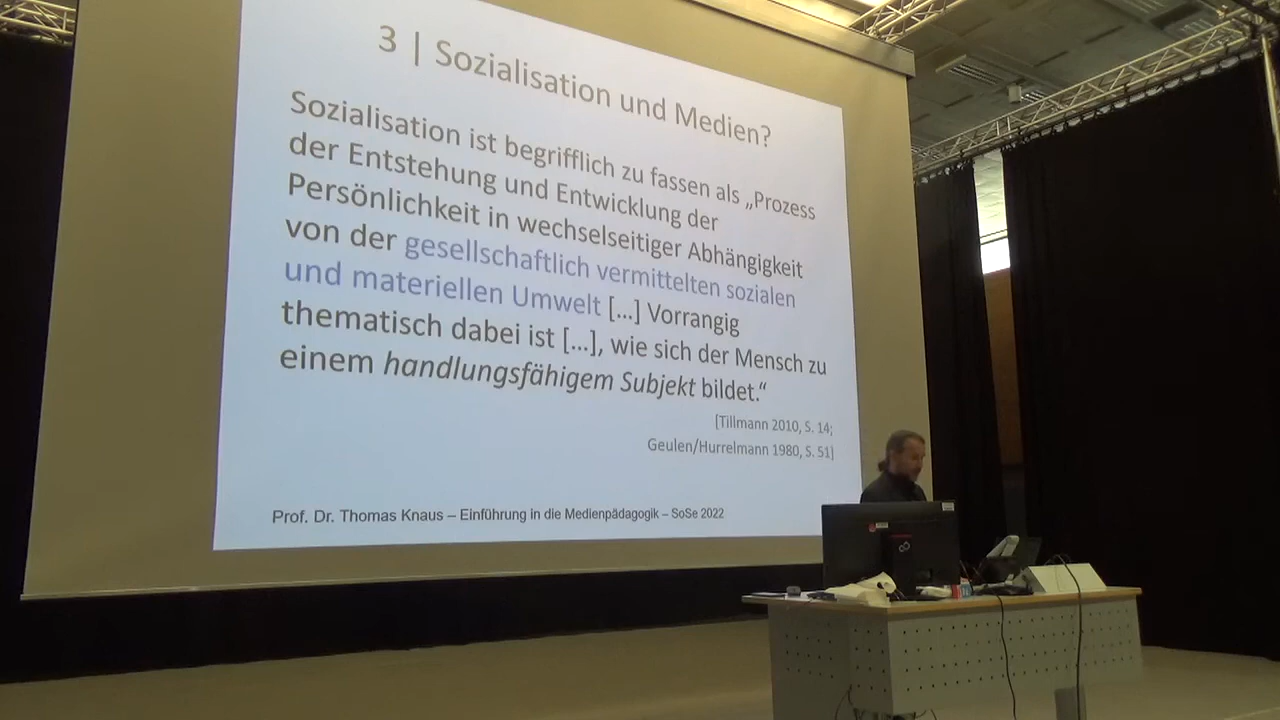 3 | Sozialisation und Medien?
Sozialisation ist begrifflich zu fassen als „Prozess
der Entstehung und Entwicklung der
Persönlichkeit in wechselseitiger Abhängigkeit
von der gesellschaftlich vermittelten sozialen
und materiellen Umwelt [...] Vorrangig
thematisch dabei ist [...], wie sich der Mensch zu
einem handlungsfähigem Subjekt bildet.“
[Tillmann 2010, S. 14;
Geulen/Hurrelmann 1980, S. 51]
Prof. Dr. Thomas Knaus – Einführung in die Medienpädagogik – SoSe 2022